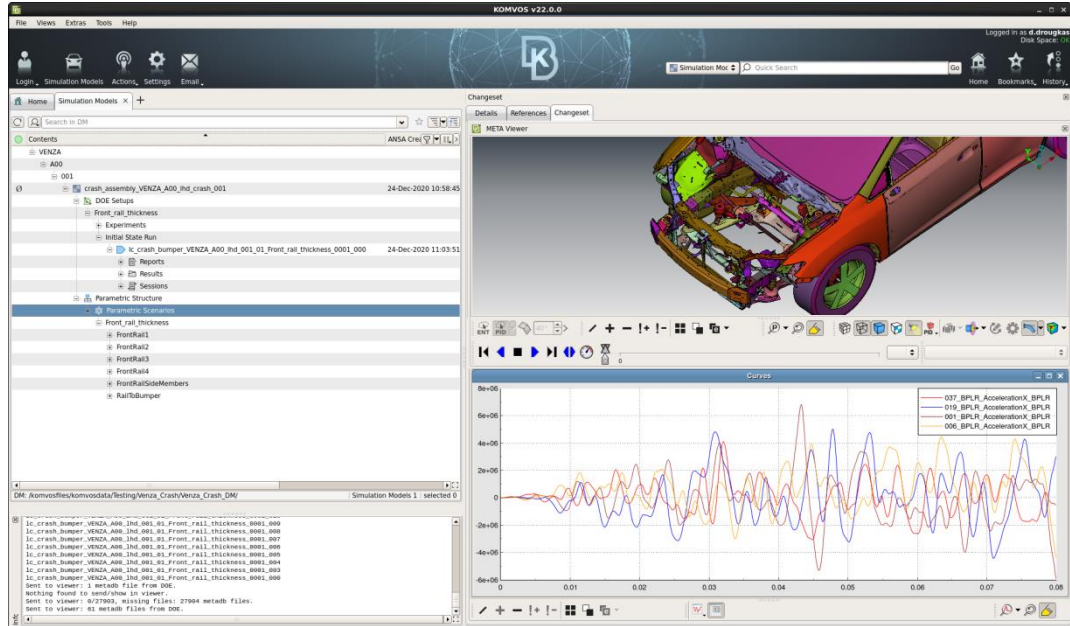 KOMVOS v22.0.0
File Views Extras Tools Help
Logged in as d.drougkas
Disk Space: OK
Login Simulation Models Actions Settings Email
Simulation Moc Quick Search Go
Home Bookmarks History
Home Simulation Models
Search in DM
Contents ANSA Crea
VENZA
A00
001
crash_assembly_VENZA_A00_lhd_crash_001 24-Dec-2020 10:58:45
DOE Setups
Front_rail_thickness
Experiments
Initial State Run
lc_crash_bumper_VENZA_A00_lhd_001_01_Front_rail_thickness_0001_000 24-Dec-2020 11:03:51
Reports
Results
Sessions
Parametric Structure
Parametric Scenarios
Front_rail_thickness
FrontRail1
FrontRail2
FrontRail3
FrontRail4
FrontRailSideMembers
RailToBumper
DM: /komvosfiles/komvosdata/Testing/Venza_Crash/Venza_Crash_DM/ Simulation Models 1 : selected 0
lc_crash_bumper_VENZA_A00_lhd_001_01_Front_rail_thickness_0001_009
lc_crash_bumper_VENZA_A00_lhd_001_01_Front_rail_thickness_0001_008
lc_crash_bumper_VENZA_A00_lhd_001_01_Front_rail_thickness_0001_007
lc_crash_bumper_VENZA_A00_lhd_001_01_Front_rail_thickness_0001_006
lc_crash_bumper_VENZA_A00_lhd_001_01_Front_rail_thickness_0001_005
lc_crash_bumper_VENZA_A00_lhd_001_01_Front_rail_thickness_0001_004
lc_crash_bumper_VENZA_A00_lhd_001_01_Front_rail_thickness_0001_003
lc_crash_bumper_VENZA_A00_lhd_001_01_Front_rail_thickness_0001_000
Sent to viewer: 1 metadb file from DOE.
Nothing found to send/show in viewer.
Sent to viewer: 0/27903, missing files: 27904 metadb files.
Sent to viewer: 61 metadb files from DOE.
Changeset
Details References Changeset
META Viewer
ENT PID 40°
0
Curves
037_BPLR_AccelerationX_BPLR
019_BPLR_AccelerationX_BPLR
001_BPLR_AccelerationX_BPLR
006_BPLR_AccelerationX_BPLR
8e+06
6e+06
4e+06
2e+06
0
-2e+06
-4e+06
-6e+06
0 0.01 0.02 0.03 0.04 0.05 0.06 0.07 0.08